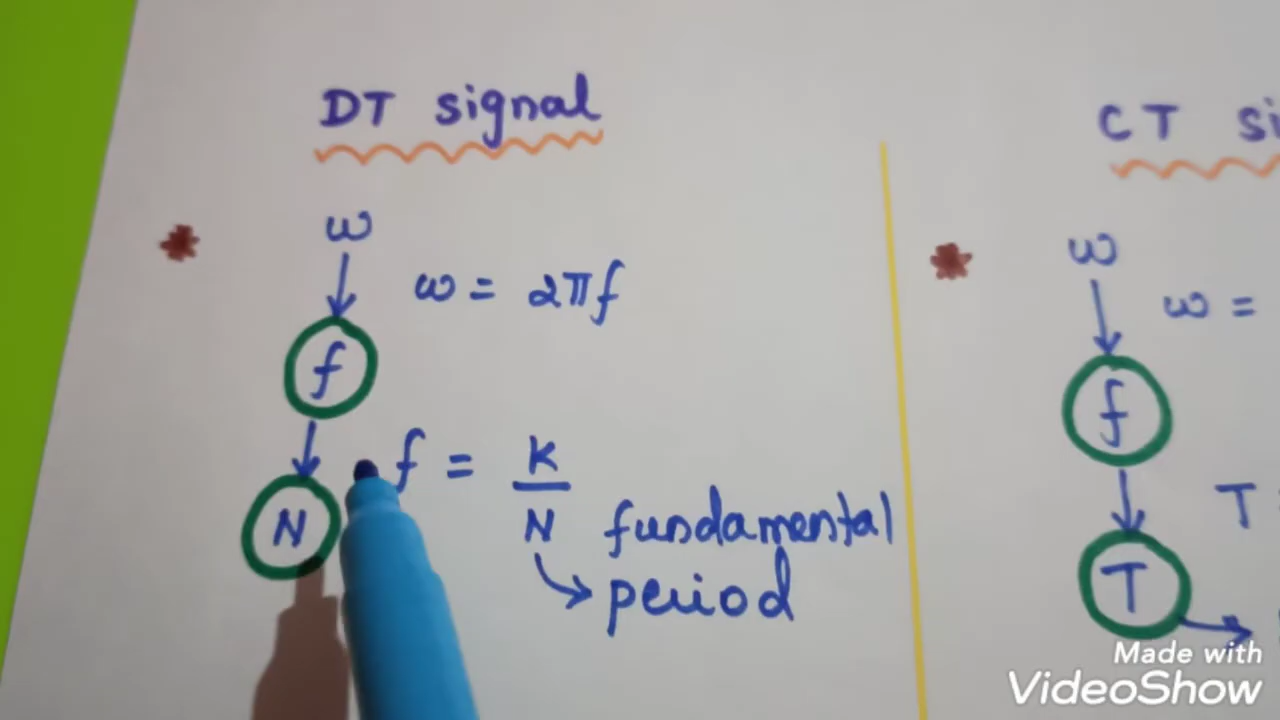 DT signal
ω
ω = 2πf
f
f = K/N
N
fundamental
period
CT
ω
ω =
f
T
T
Made with
VideoShow